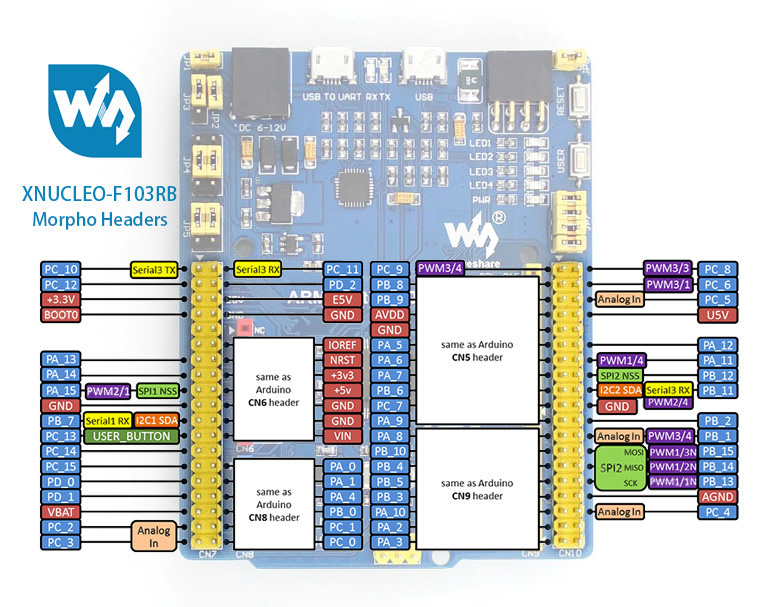 XNUCLEO-F103RB
Morpho Headers
JP1
JP3
JP2
JP4
JP5
USB TO UART RX TX
USB
DC 6-12V
RESET
USER
LED1
LED2
LED3
LED4
PWR
®
eshare
PC_10 Serial3 TX Serial3 RX PC_11 PC_9 PWM3/4 PWM3/3 PC_8
PC_12 PD_2 PB_8 PWM3/1 PC_6
+3.3V E5V PB_9 Analog In PC_5
BOOT0 GND AVDD U5V
NC GND
IOREF PA_5 PA_12
PA_13 NRST PA_6 PWM1/4 PA_11
PA_14 +3v3 PA_7 SPI2 NSS PB_12
PA_15 PWM2/1 SPI1 NSS +5v PB_6 I2C2 SDA Serial3 RX PB_11
GND GND PC_7 GND PWM2/4
PB_7 Serial1 RX I2C1 SDA GND PA_9 PB_2
PC_13 USER_BUTTON VIN PA_8 Analog In PWM3/4 PB_1
PC_14 PB_10 MOSI PWM1/3N PB_15
PC_15 PA_0 PB_4 SPI2 MISO PWM1/2N PB_14
PD_0 PA_1 PB_5 SCK PWM1/1N PB_13
PD_1 PA_4 PB_3 AGND
VBAT PB_0 PA_10 Analog In PC_4
PC_2 PC_1 PA_2
PC_3 PC_0 PA_3
Analog
In
same as
Arduino
CN6 header
CN6
same as
Arduino
CN8 header
same as Arduino
CN5 header
same as
Arduino
CN9 header
CN7
CN8
CN9
CN10